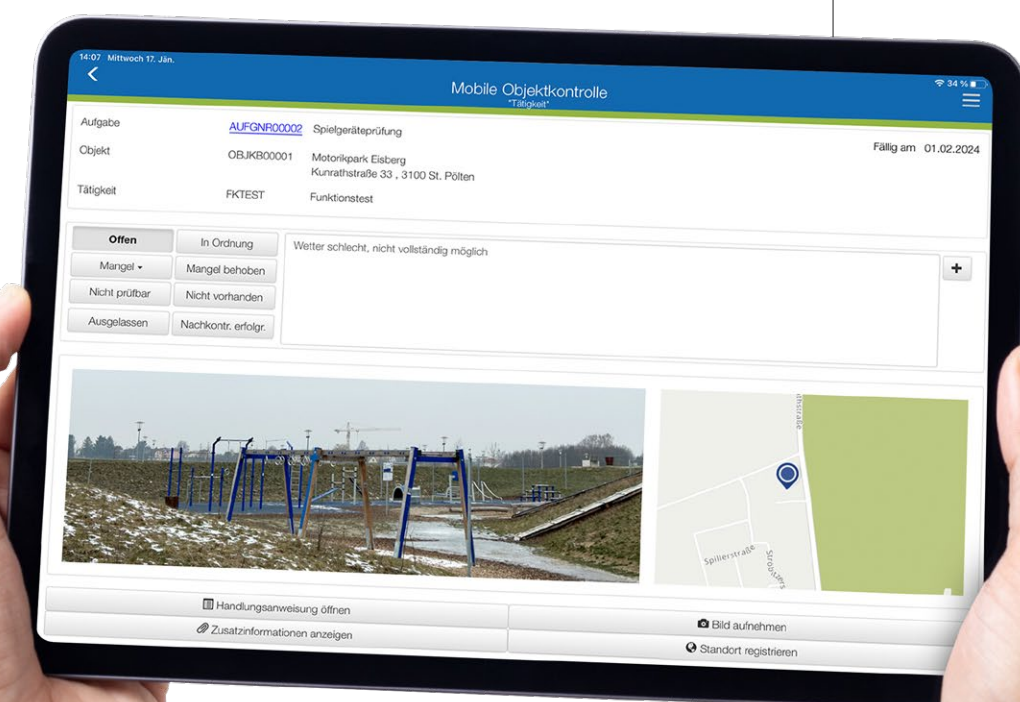 14:07 Mittwoch 17. Jän.
34 %
Mobile Objektkontrolle
"Tätigkeit"
Aufgabe AUFGNR00002 Spielgeräteprüfung
Fällig am 01.02.2024
Objekt OBJKB00001 Motorikpark Eisberg
Kunrathstraße 33 , 3100 St. Pölten
Tätigkeit FKTEST Funktionstest
Offen In Ordnung
Wetter schlecht, nicht vollständig möglich
+
Mangel Mangel behoben
Nicht prüfbar Nicht vorhanden
Ausgelassen Nachkontr. erfolgr.
Spillerstraße
Handlungsanweisung öffnen
Bild aufnehmen
Zusatzinformationen anzeigen
Standort registrieren